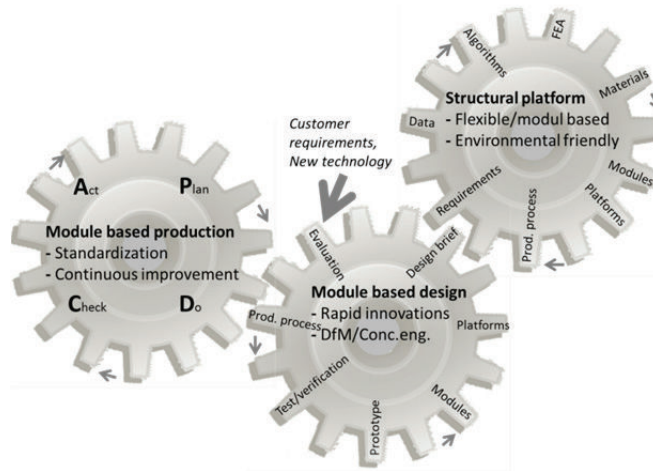 Algorithms
FEA
Materials
Structural platform
- Flexible/modul based
- Environmental friendly
Data
Modules
Platforms
Prod. process
Requirements
Customer
requirements,
New technology
Act
Plan
Module based production
- Standardization
- Continuous improvement
Check
Do
Evaluation
Design brief
Module based design
- Rapid innovations
- DfM/Conc.eng.
Prod. process
Platforms
Test/verification
Prototype
Modules